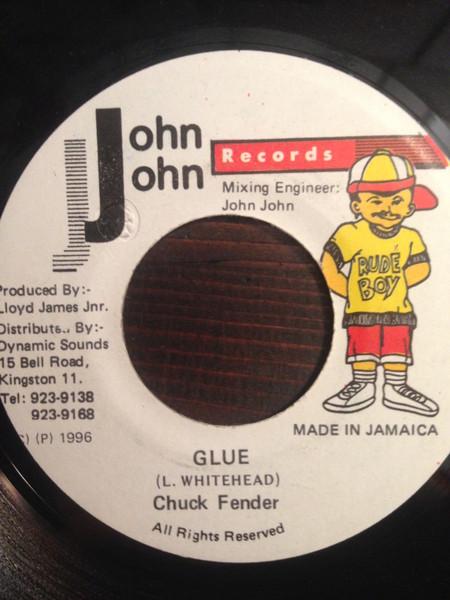 John
John
Records
Mixing Engineer:
John John
RUDE
BOY
Produced By:-
Lloyd James Jnr.
Distribut.. By:-
Dynamic Sounds
15 Bell Road,
Kingston 11.
Tel: 923-9138
923-9168
(P) 1996
MADE IN JAMAICA
GLUE
(L. WHITEHEAD)
Chuck Fender
All Rights Reserved